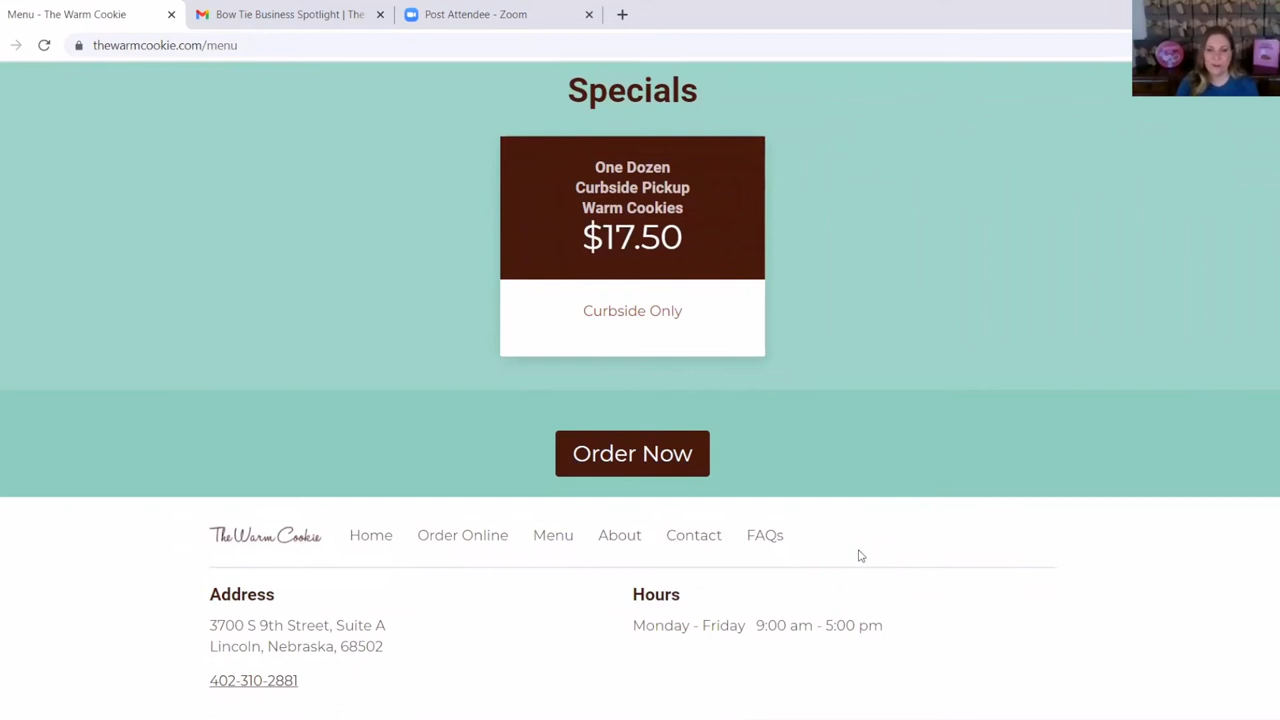 Menu - The Warm Cookie
Bow Tie Business Spotlight | The
Post Attendee - Zoom
thewarmcookie.com/menu
Specials
One Dozen
Curbside Pickup
Warm Cookies
$17.50
Curbside Only
Order Now
The Warm Cookie Home Order Online Menu About Contact FAQs
Address
3700 S 9th Street, Suite A
Lincoln, Nebraska, 68502
402-310-2881
Hours
Monday - Friday 9:00 am - 5:00 pm